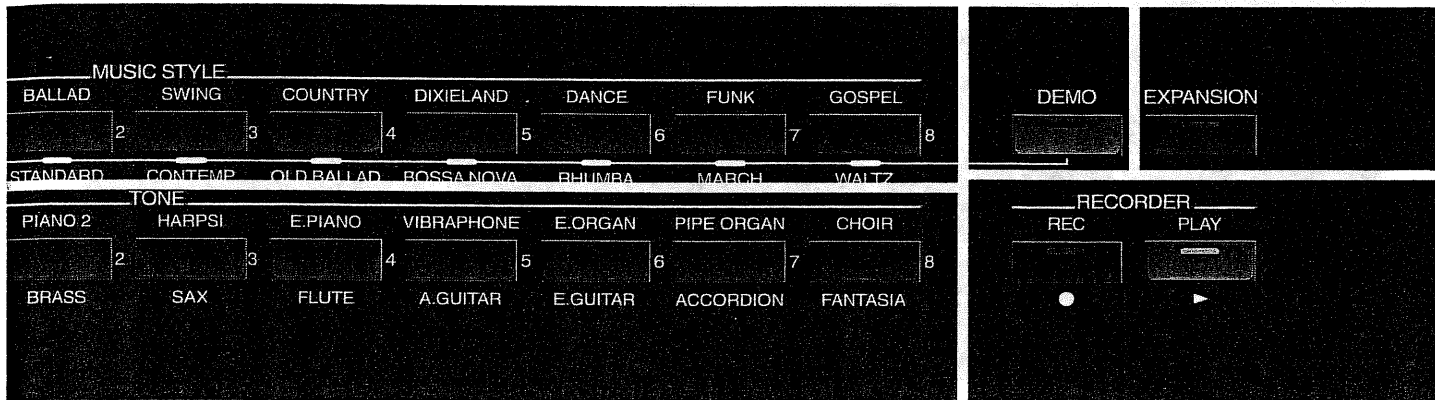 MUSIC STYLE
BALLAD SWING COUNTRY DIXIELAND DANCE FUNK GOSPEL DEMO EXPANSION
2 3 4 5 6 7 8
STANDARD CONTEMP OLD BALLAD BOSSA NOVA RHUMBA MARCH WALTZ
TONE RECORDER
PIANO 2 HARPSI E.PIANO VIBRAPHONE E.ORGAN PIPE ORGAN CHOIR REC PLAY
2 3 4 5 6 7 8
BRASS SAX FLUTE A.GUITAR E.GUITAR ACCORDION FANTASIA